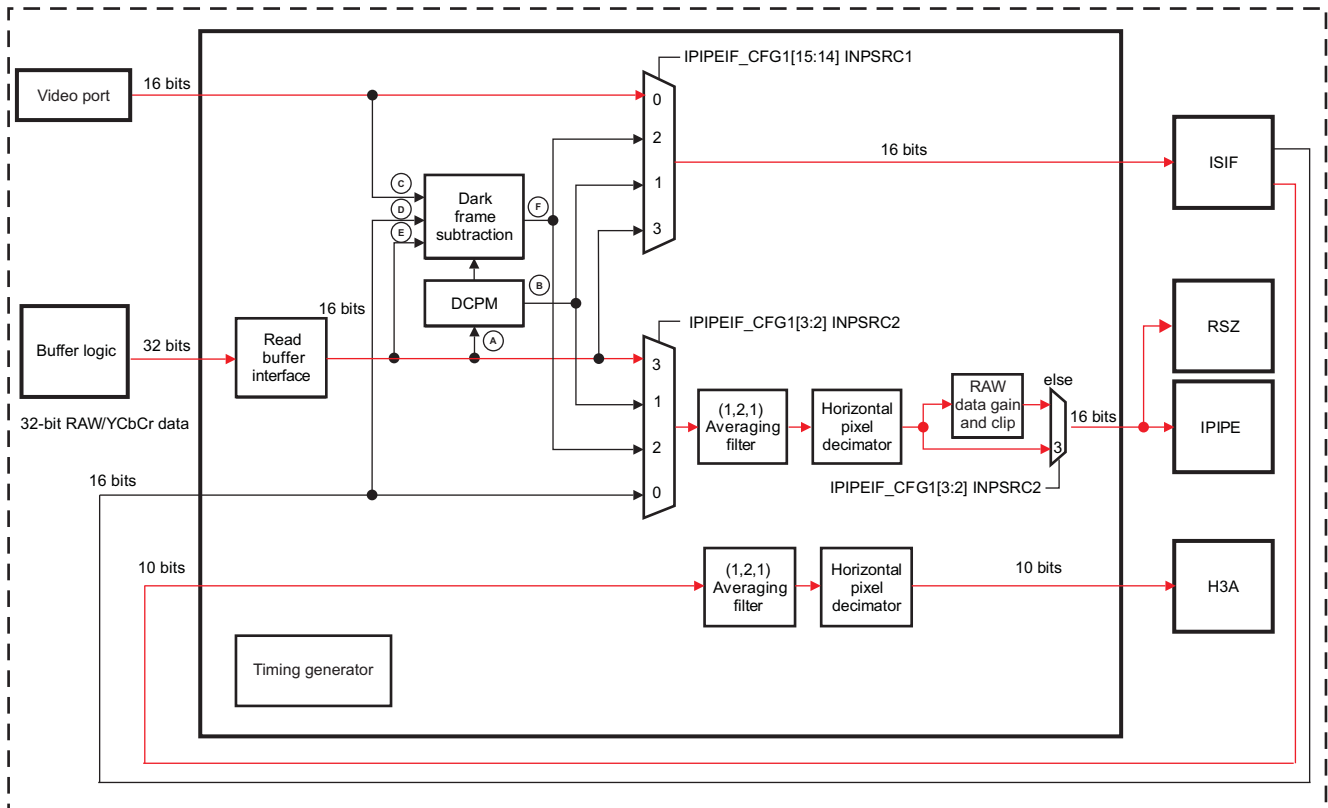 IPIPEIF_CFG1[15:14] INPSRC1
16 bits
Video port
0
2
16 bits
1
ISIF
C
Dark
frame
subtraction
F
D
E
3
B
DCPM
16 bits
IPIPEIF_CFG1[3:2] INPSRC2
RSZ
A
Buffer logic
32 bits
Read
buffer
interface
3
1
RAW
data gain
and clip
else
(1,2,1)
Averaging
filter
Horizontal
pixel
decimator
16 bits
IPIPE
32-bit RAW/YCbCr data
2
3
16 bits
0
IPIPEIF_CFG1[3:2] INPSRC2
10 bits
(1,2,1)
Averaging
filter
Horizontal
pixel
decimator
10 bits
H3A
Timing generator